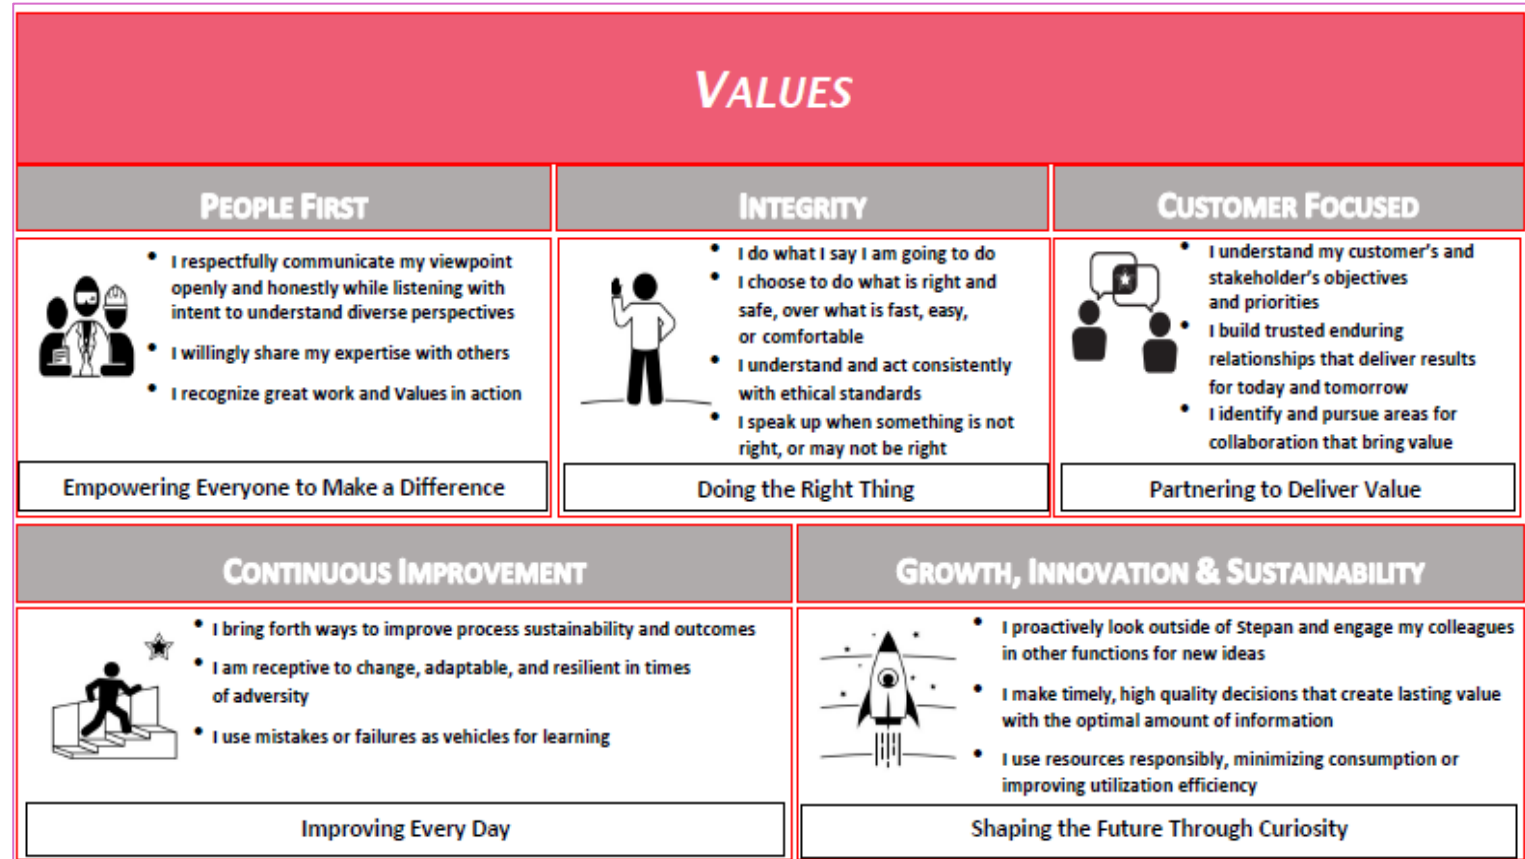 VALUES
PEOPLE FIRST
• I respectfully communicate my viewpoint
openly and honestly while listening with
intent to understand diverse perspectives
• I willingly share my expertise with others
• I recognize great work and Values in action
Empowering Everyone to Make a Difference
INTEGRITY
• I do what I say I am going to do
• I choose to do what is right and
safe, over what is fast, easy,
or comfortable
• I understand and act consistently
with ethical standards
• I speak up when something is not
right, or may not be right
Doing the Right Thing
CUSTOMER FOCUSED
• I understand my customer's and
stakeholder's objectives
and priorities
• I build trusted enduring
relationships that deliver results
for today and tomorrow
• I identify and pursue areas for
collaboration that bring value
Partnering to Deliver Value
CONTINUOUS IMPROVEMENT
• I bring forth ways to improve process sustainability and outcomes
• I am receptive to change, adaptable, and resilient in times
of adversity
• I use mistakes or failures as vehicles for learning
Improving Every Day
GROWTH, INNOVATION & SUSTAINABILITY
• I proactively look outside of Stepan and engage my colleagues
in other functions for new ideas
• I make timely, high quality decisions that create lasting value
with the optimal amount of information
• I use resources responsibly, minimizing consumption or
improving utilization efficiency
Shaping the Future Through Curiosity